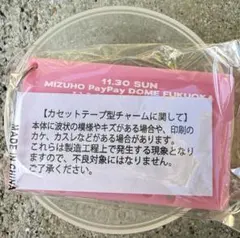 11.30 SUN
MIZUHO PayPay DOME FUKUOKA
【カセットテープ型チャームに関して】
本体に波状の模様やキズがある場合や、印刷の
カケ、カスレなどがある場合があります。
これらは製造工程上で発生する現象となり
ますので、不良対象にはなりません。
ご了承ください。
MADE IN CHINA